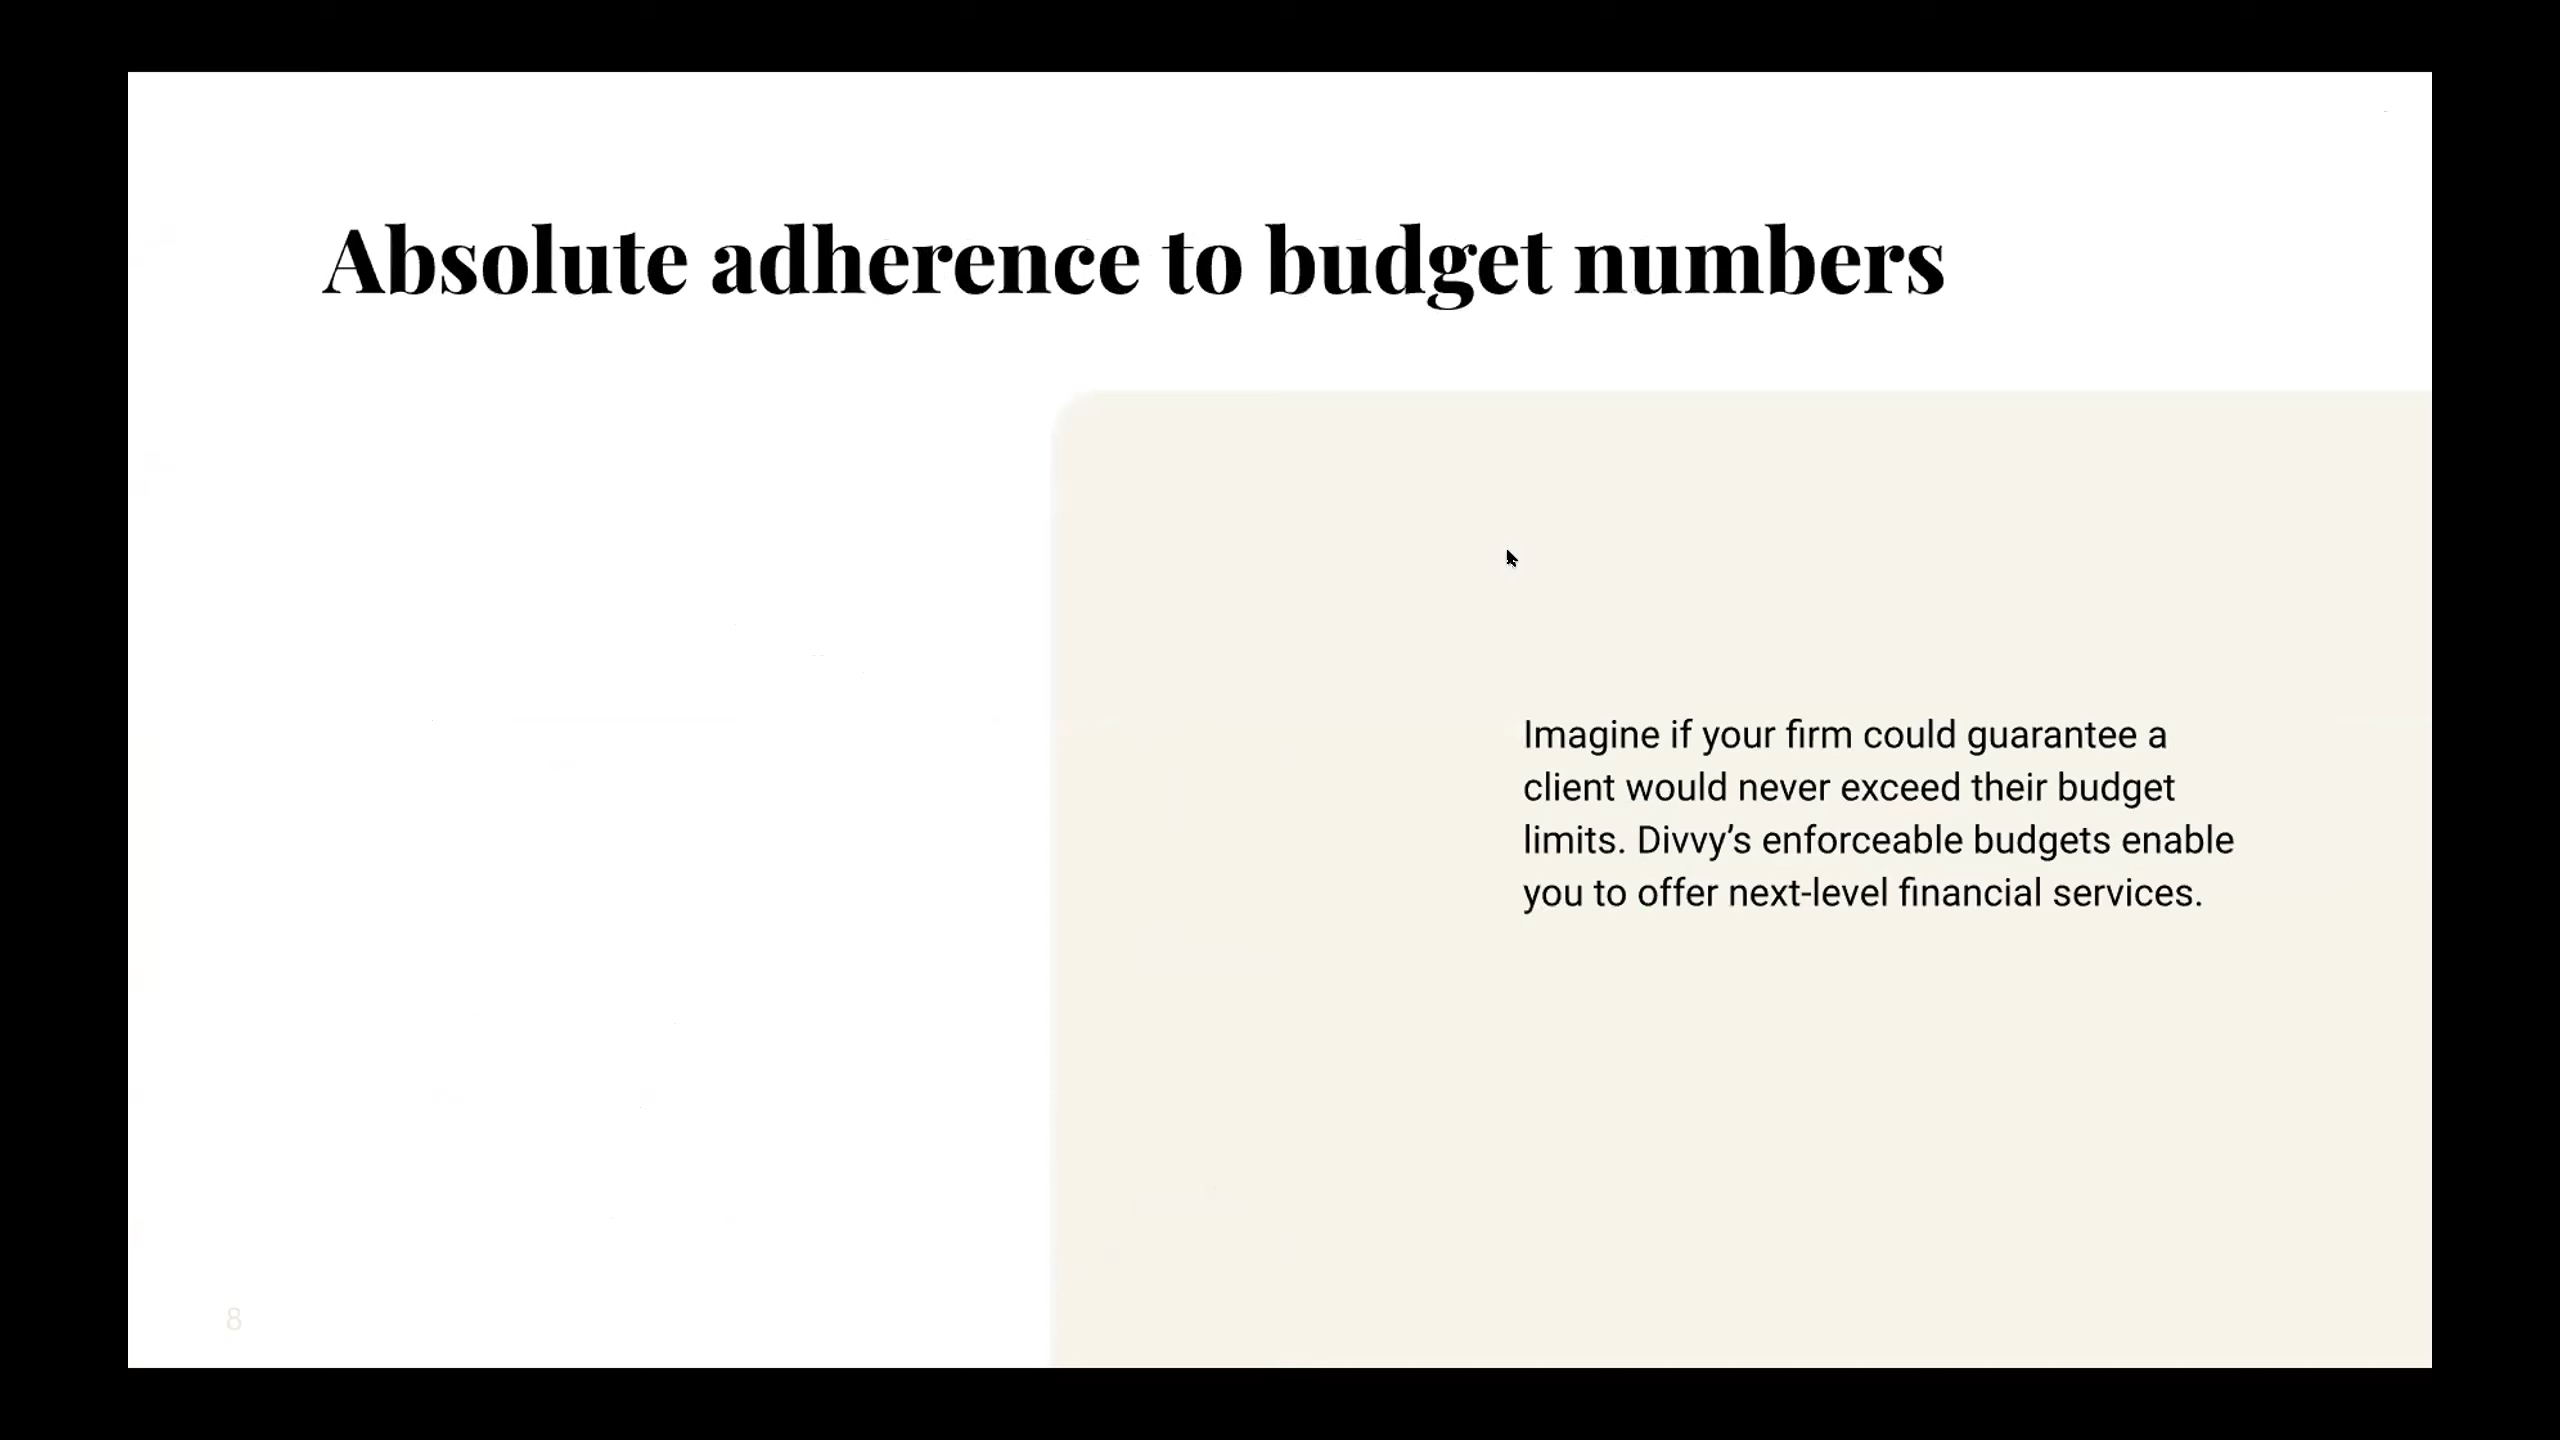 Absolute adherence to budget numbers
Imagine if your firm could guarantee a
client would never exceed their budget
limits. Divvy’s enforceable budgets enable
you to offer next-level financial services.
8